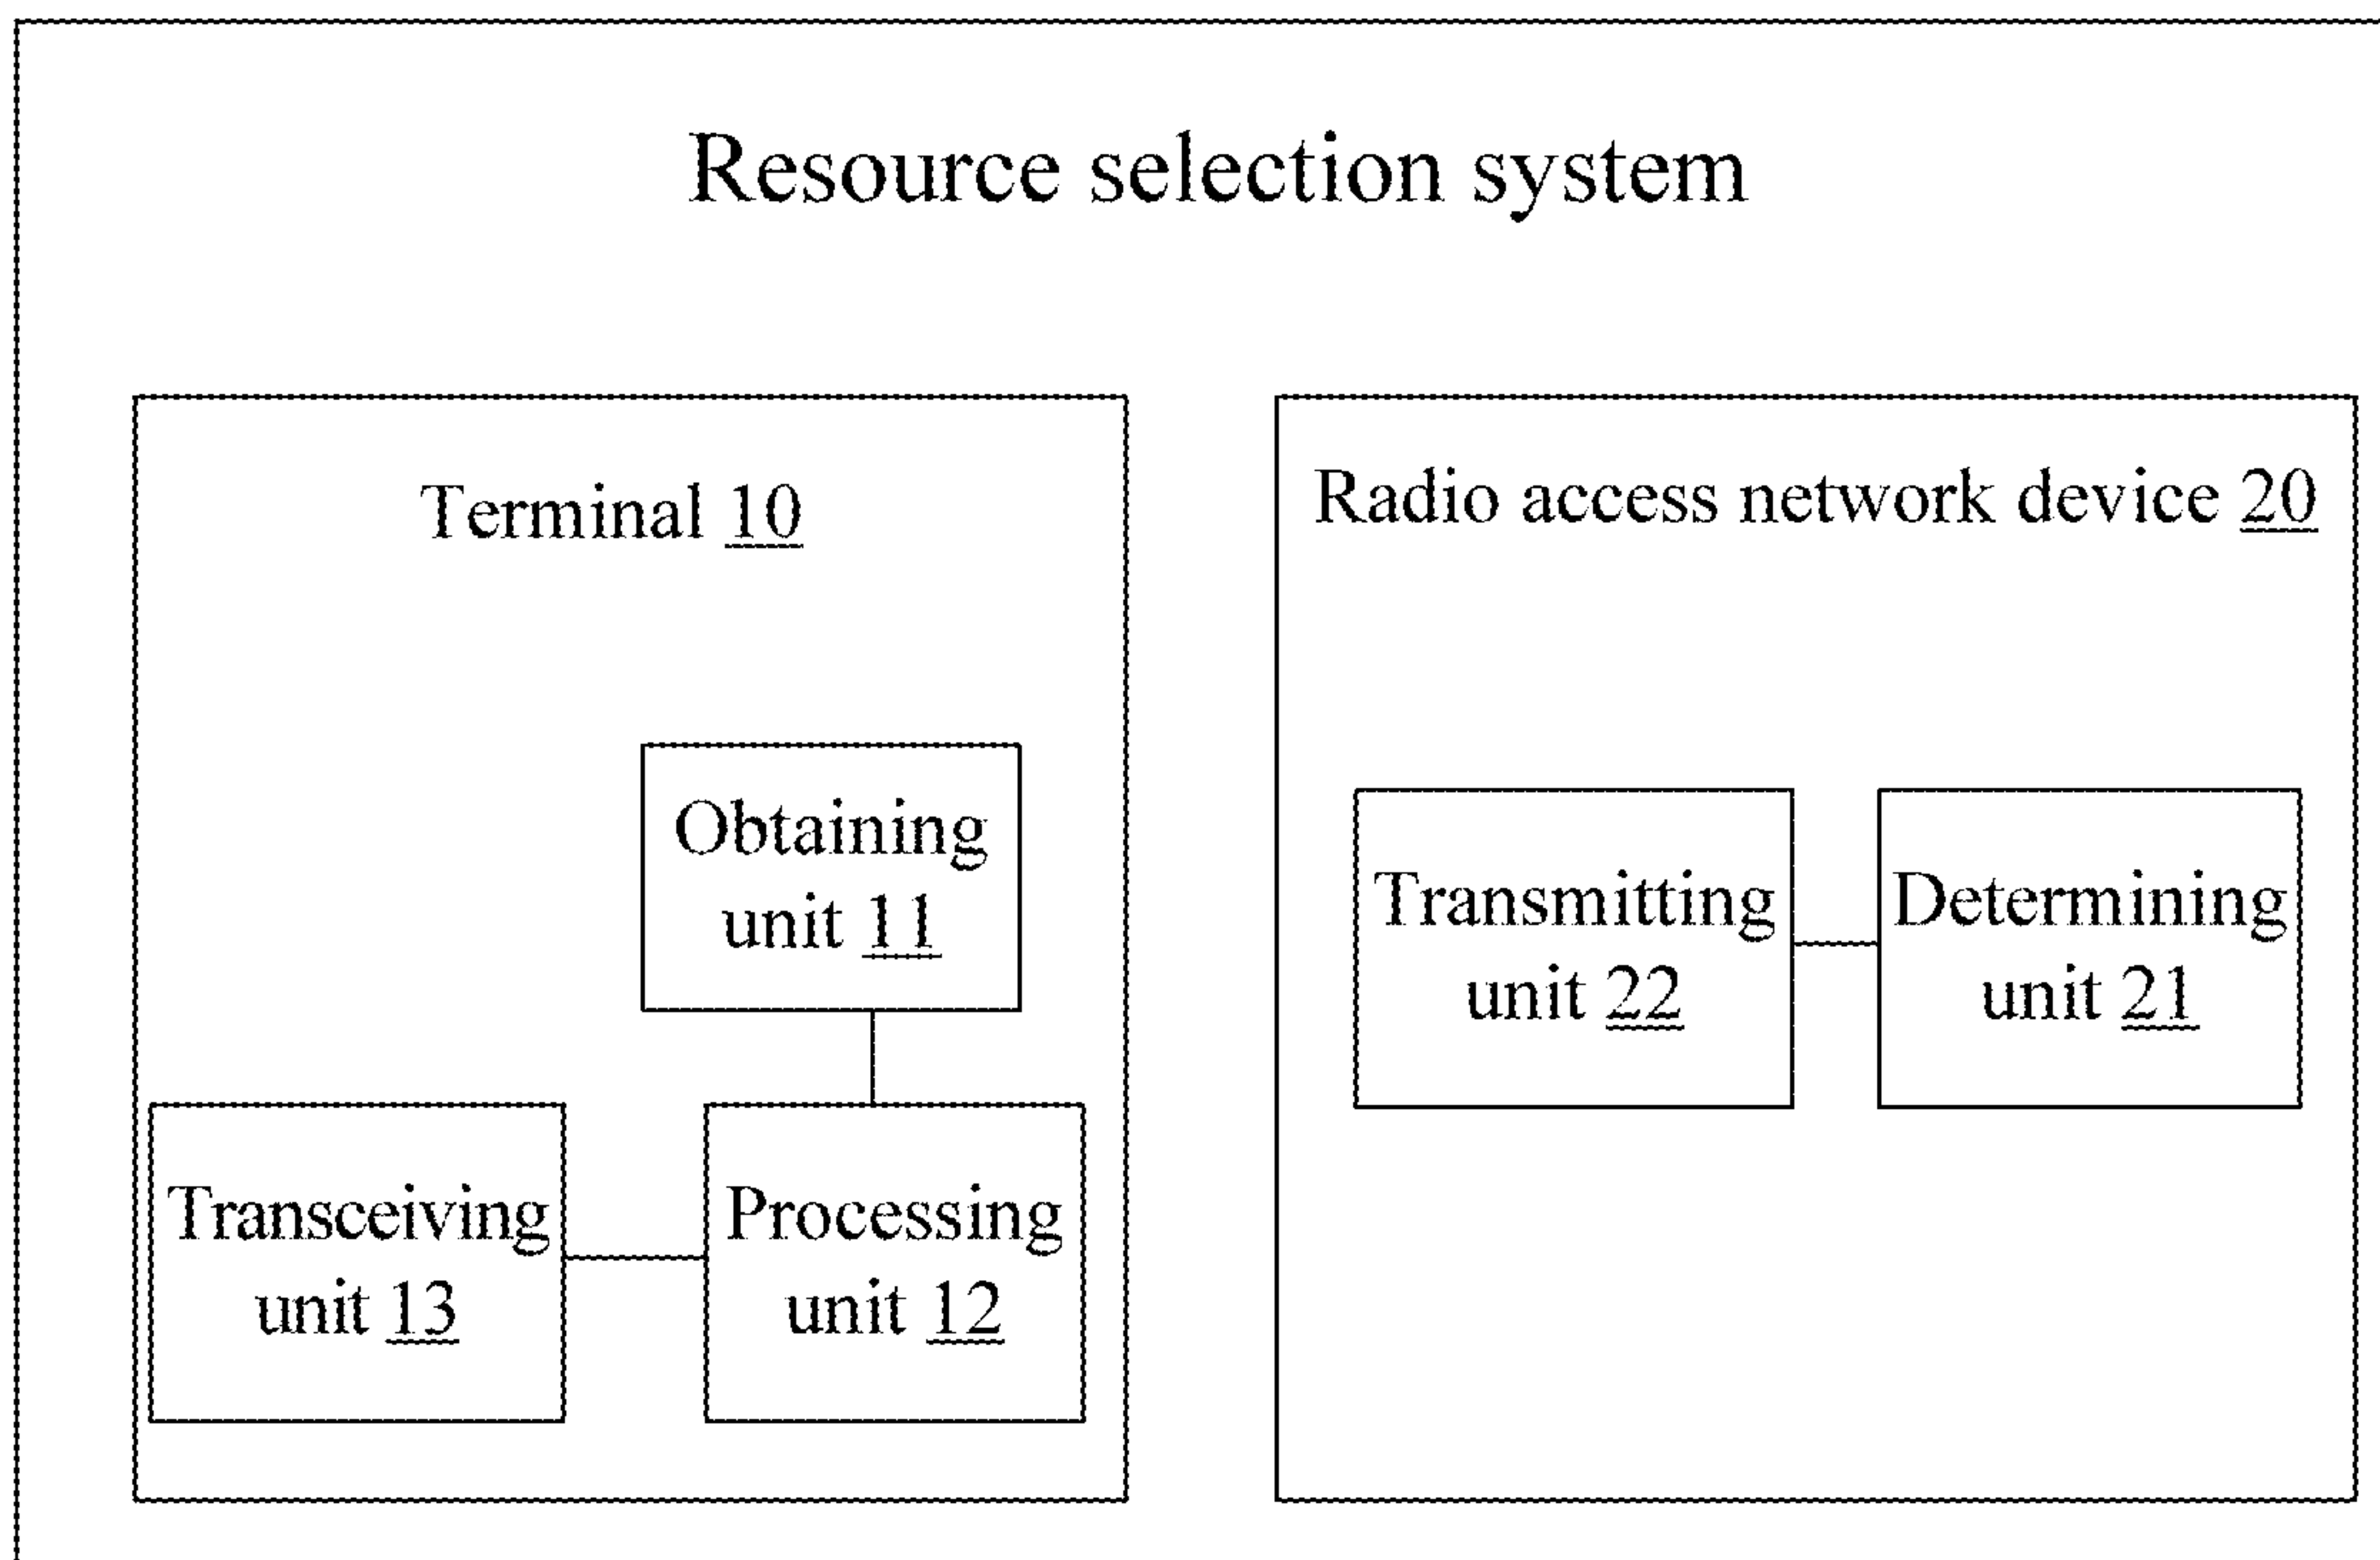 Resource selection system
Terminal 10
Radio access network device 20
Obtaining
unit 11
Transmitting
unit 22
Determining
unit 21
Transceiving
unit 13
Processing
unit 12